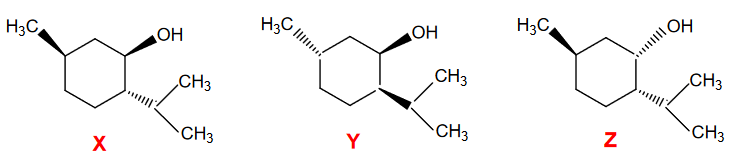 H₃C OH CH₃ CH₃ X
H₃C OH CH₃ CH₃ Y
H₃C OH CH₃ CH₃ Z